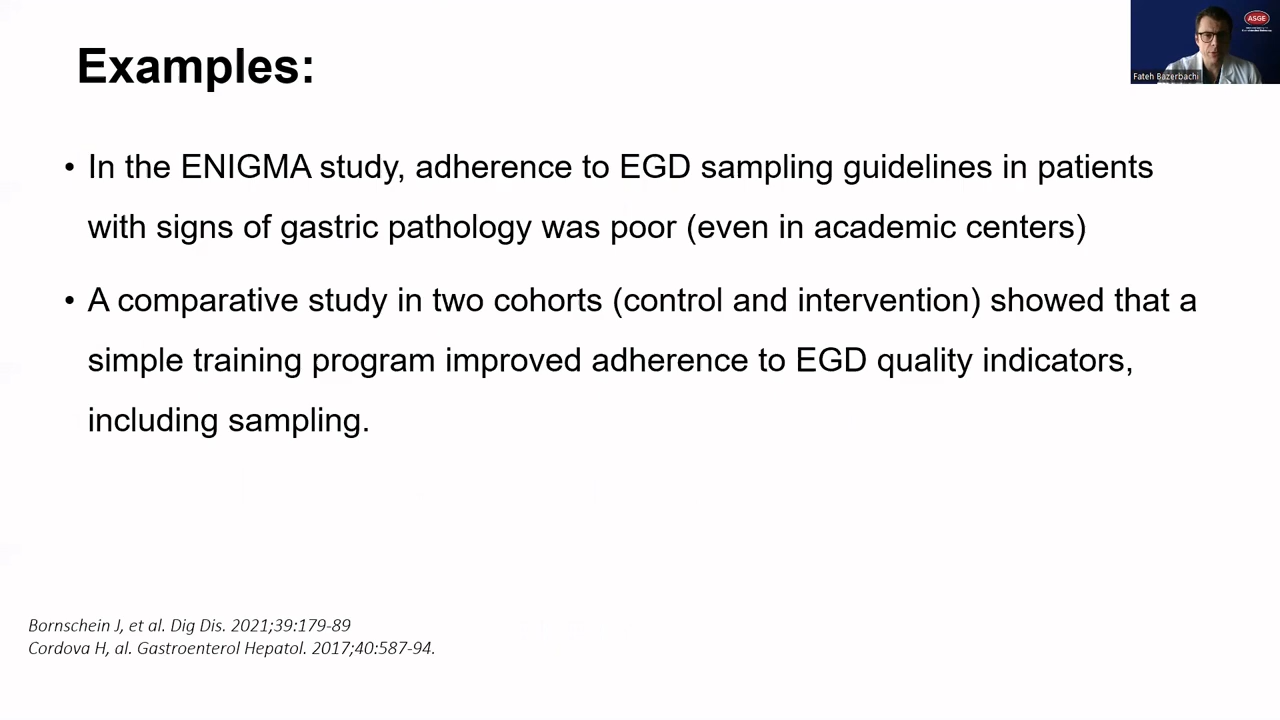 Examples:
ASGE
Fateh Bazerbachi
• In the ENIGMA study, adherence to EGD sampling guidelines in patients
with signs of gastric pathology was poor (even in academic centers)
• A comparative study in two cohorts (control and intervention) showed that a
simple training program improved adherence to EGD quality indicators,
including sampling.
Bornschein J, et al. Dig Dis. 2021;39:179-89
Cordova H, al. Gastroenterol Hepatol. 2017;40:587-94.